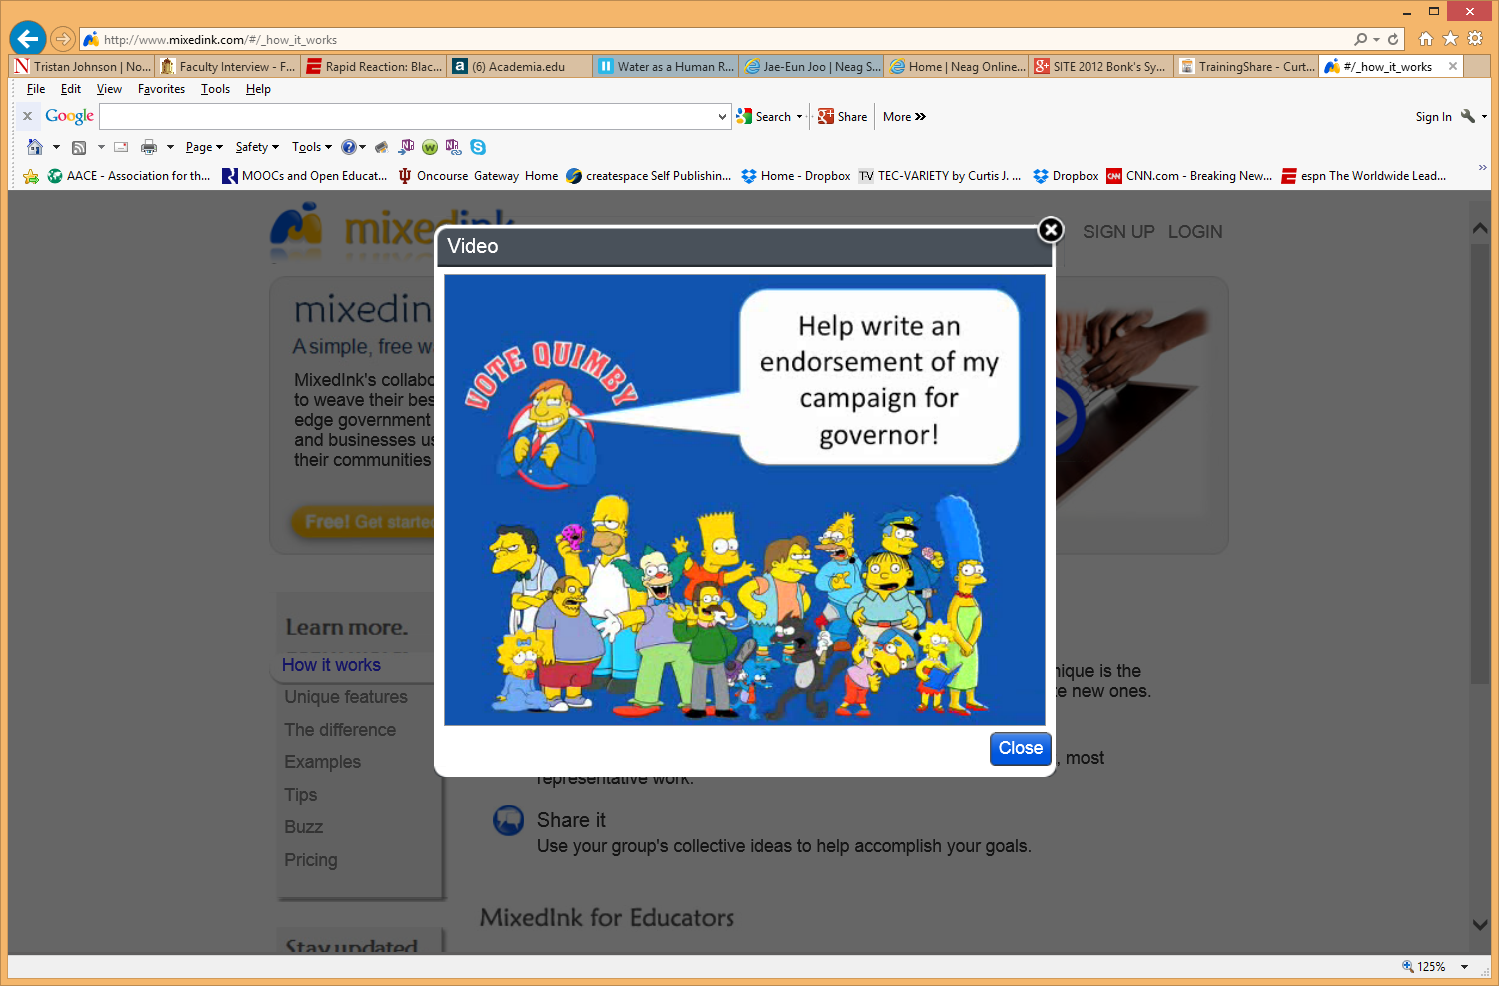 http://www.mixedink.com/#/_how_it_works
Tristan Johnson | No...
Faculty Interview - F...
Rapid Reaction: Blac...
(6) Academia.edu
Water as a Human R...
Jae-Eun Joo | Neag S...
Home | Neag Online...
SITE 2012 Bonk's Sy...
TrainingShare - Curt...
#/_how_it_works
File Edit View Favorites Tools Help
x Google Search Share More » Sign In
Page Safety Tools
AACE - Association for th...
MOOCs and Open Educat...
Oncourse
Gateway
Home
createspace Self Publishin...
Home - Dropbox
TV TEC-VARIETY by Curtis J. ...
Dropbox
CNN CNN.com - Breaking New...
espn The Worldwide Lead...
»
mixedink
SIGN UP LOGIN
Video
mixedin
A simple, free w
MixedInk's collabo
to weave their bes
edge government
and businesses us
their communities
Free! Get starte
VOTE QUIMBY
Help write an
endorsement of my
campaign for
governor!
Close
Learn more.
How it works
Unique features
The difference
Examples
Tips
Buzz
Pricing
Stay updated
nique is the
te new ones.
, most
representative work.
Share it
Use your group's collective ideas to help accomplish your goals.
MixedInk for Educators
125%